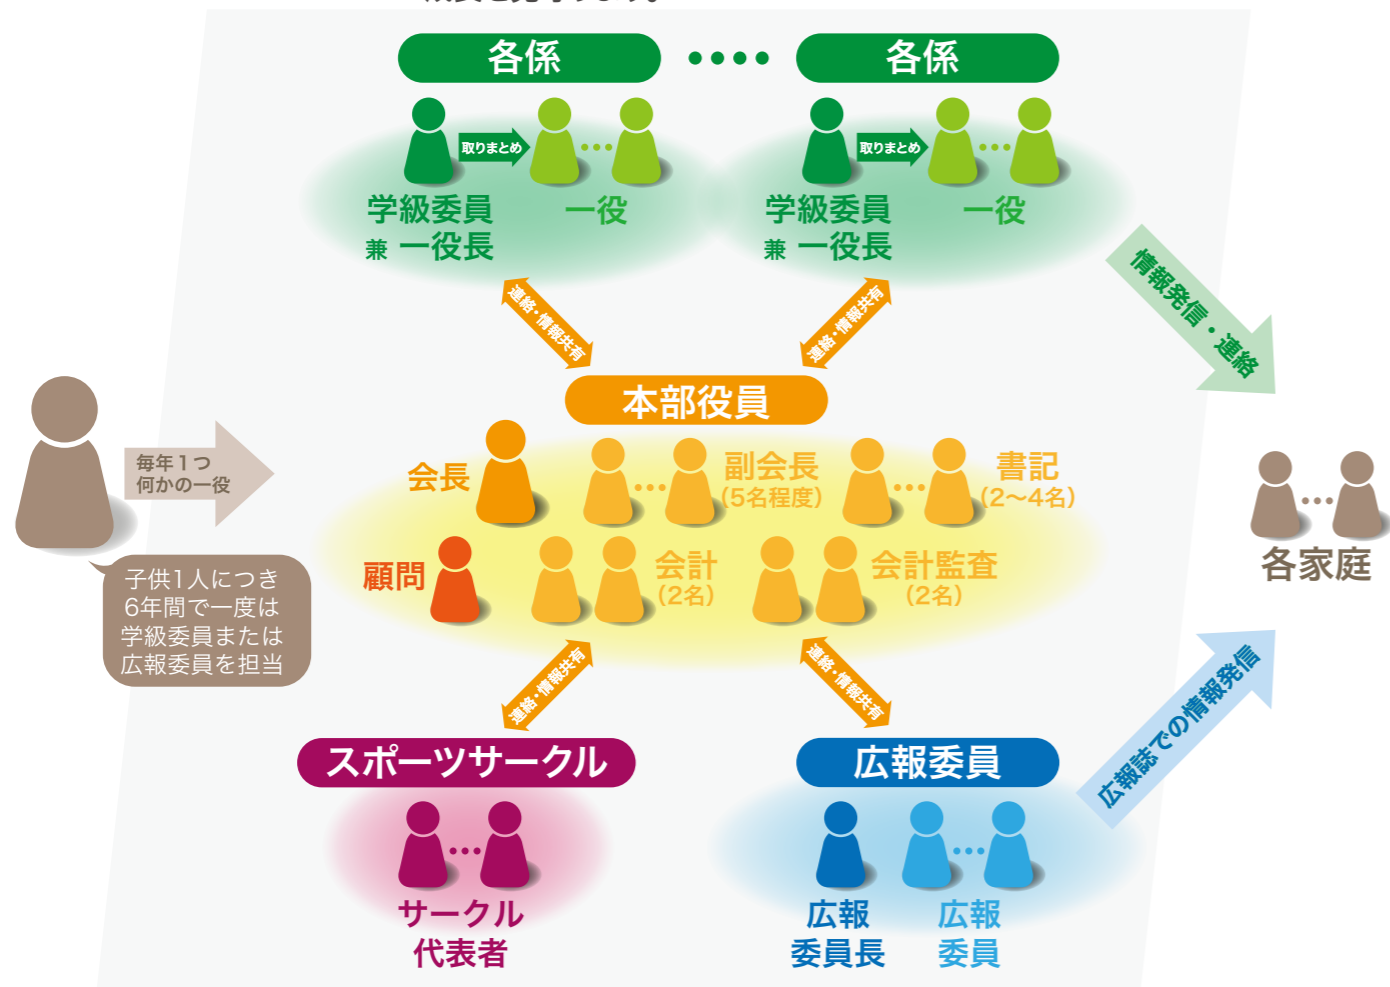 各係
各係
取りまとめ
取りまとめ
学級委員
兼 一役長
一役
学級委員
兼 一役長
一役
情報発信・連絡
連絡・情報共有
連絡・情報共有
本部役員
毎年1つ
何かの一役
会長
副会長
(5名程度)
書記
(2〜4名)
顧問
会計
(2名)
会計監査
(2名)
各家庭
子供1人につき
6年間で一度は
学級委員または
広報委員を担当
連絡・情報共有
連絡・情報共有
広報誌での情報発信
スポーツサークル
広報委員
サークル
代表者
広報
委員長
広報
委員